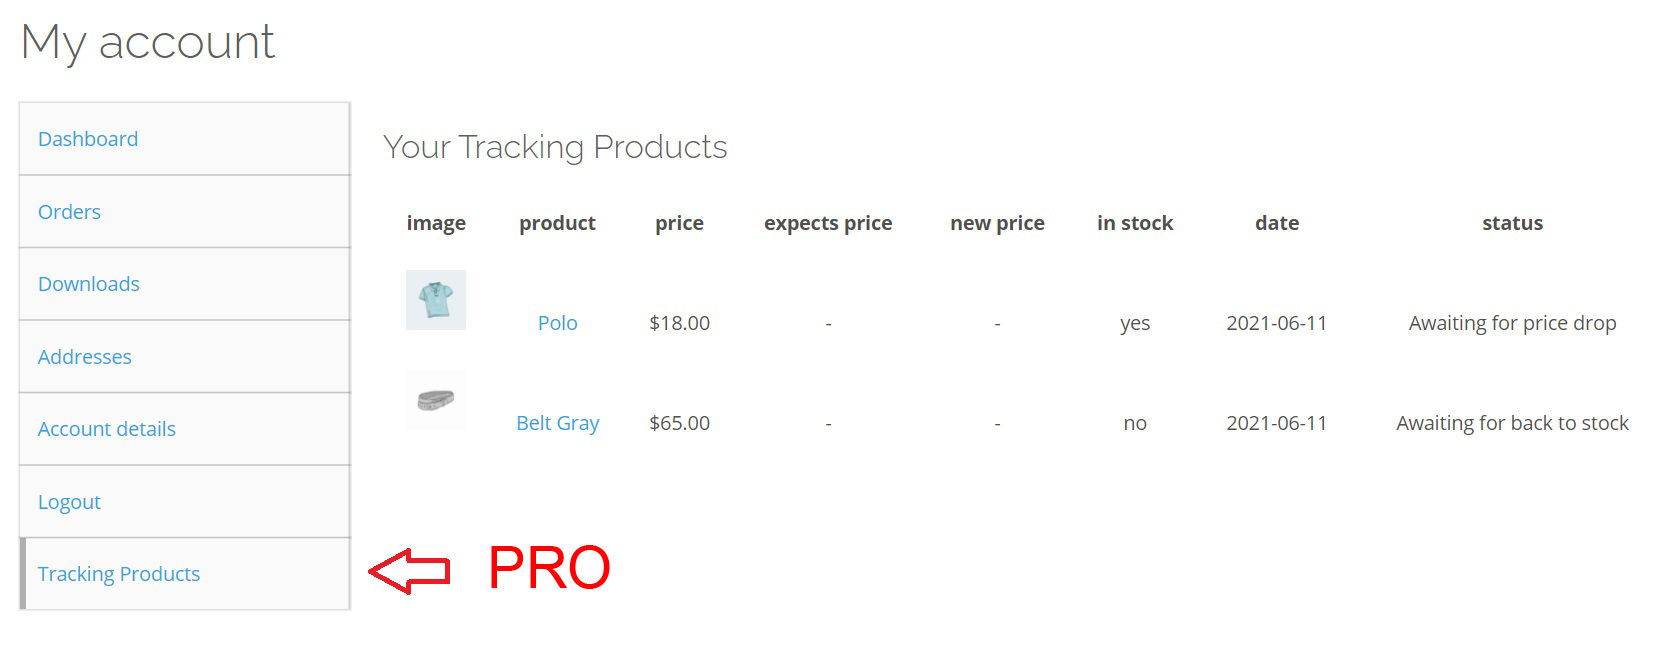 My account
Dashboard
Orders
Downloads
Addresses
Account details
Logout
Tracking Products
PRO
Your Tracking Products
image product price expects price new price in stock date status
Polo $18.00 - - yes 2021-06-11 Awaiting for price drop
Belt Gray $65.00 - - no 2021-06-11 Awaiting for back to stock